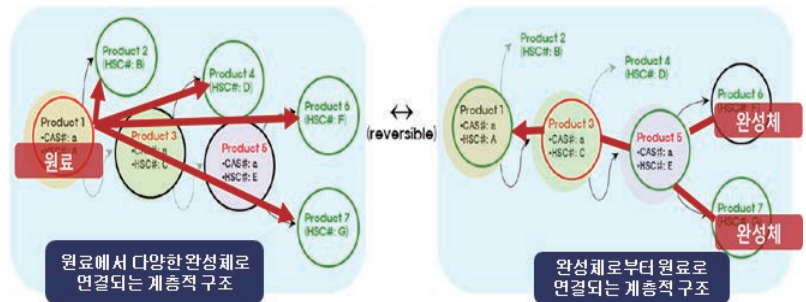 Product 2
(HSC#: B)
Product 4
(HSC#: D)
Product 6
(HSC#: F)
Product 1
•CAS#: a
원료
Product 3
•CAS#: a
•HSC#: C
Product 5
•CAS#: a
•HSC#: E
Product 7
(HSC#: G)
원료에서 다양한 완성체로
연결되는 계층적 구조
↔
(reversible)
Product 2
(HSC#: B)
Product 4
(HSC#: D)
Product 6
완성체
Product 1
•CAS#: a
•HSC#: A
Product 3
•CAS#: a
•HSC#: C
Product 5
•CAS#: a
•HSC#: E
Product 7
완성체
완성체로부터 원료로
연결되는 계층적 구조